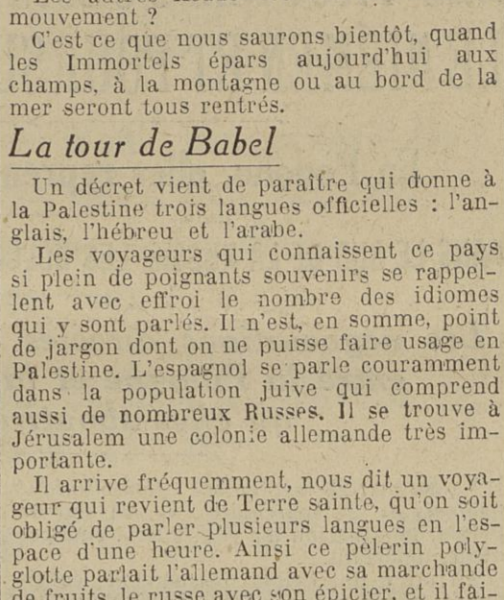 mouvement ?
C'est ce que nous saurons bientôt, quand
les Immortels épars aujourd'hui aux
champs, à la montagne ou au bord de la
mer seront tous rentrés.
La tour de Babel
Un décret vient de paraître qui donne à
la Palestine trois langues officielles : l'an-
glais, l'hébreu et l'arabe.
Les voyageurs qui connaissent ce pays
si plein de poignants souvenirs se rappel-
lent avec effroi le nombre des idiomes
qui y sont parlés. Il n'est, en somme, point
de jargon dont on ne puisse faire usage en
Palestine. L'espagnol se parle couramment
dans la population juive qui comprend
aussi de nombreux Russes. Il se trouve à
Jérusalem une colonie allemande très im-
portante.
Il arrive fréquemment, nous dit un voya-
geur qui revient de Terre sainte, qu'on soit
obligé de parler plusieurs langues en l'es-
pace d'une heure. Ainsi ce pèlerin poly-
glotte parlait l'allemand avec sa marchande
de fruits, le russe avec son épicier, et il fai-